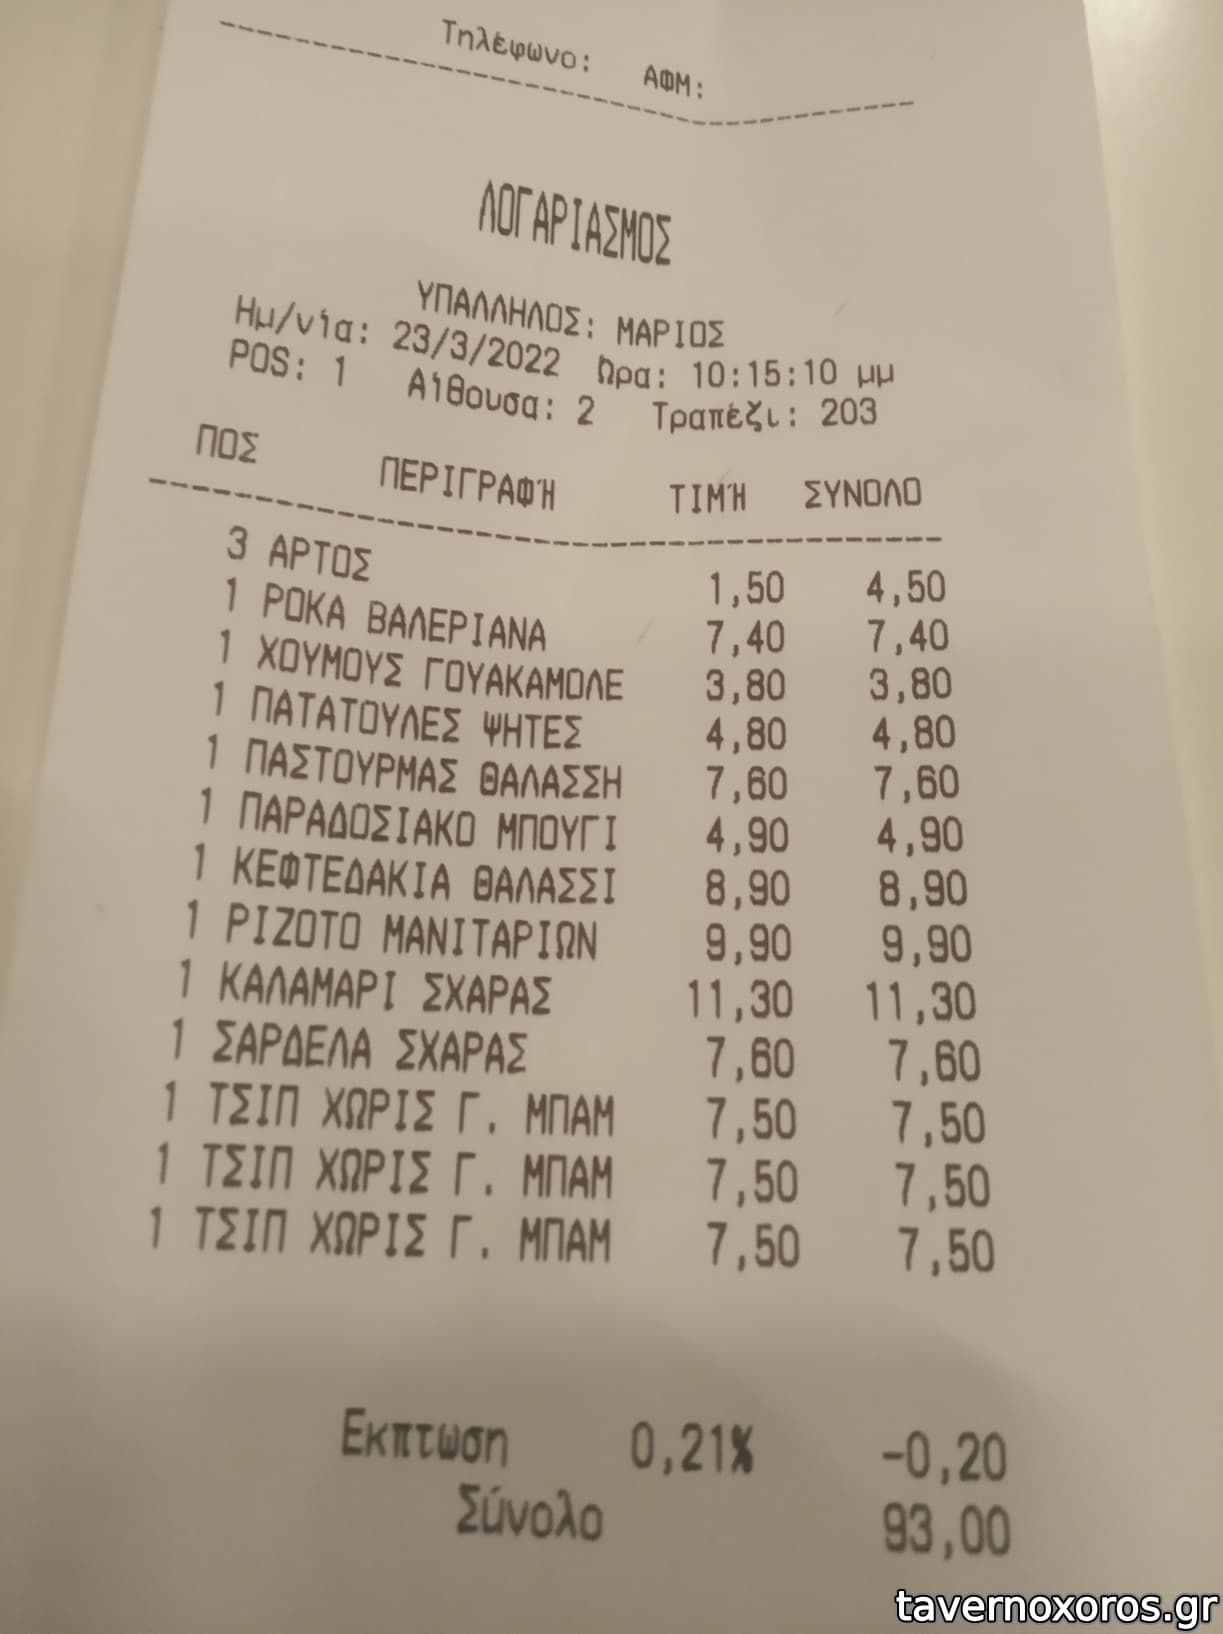 Τηλέφωνο: ΑΦΜ:
ΛΟΓΑΡΙΑΣΜΟΣ
ΥΠΑΛΛΗΛΟΣ: ΜΑΡΙΟΣ
Ημ/νία: 23/3/2022 Ώρα: 10:15:10 μμ
POS: 1 Αίθουσα: 2 Τραπέζι: 203
ΠΟΣ ΠΕΡΙΓΡΑΦΉ ΤΙΜΉ ΣΥΝΟΛΟ
3 ΑΡΤΟΣ 1,50 4,50
1 ΡΟΚΑ ΒΑΛΕΡΙΑΝΑ 7,40 7,40
1 ΧΟΥΜΟΥΣ ΓΟΥΑΚΑΜΟΛΕ 3,80 3,80
1 ΠΑΤΑΤΟΥΛΕΣ ΨΗΤΕΣ 4,80 4,80
1 ΠΑΣΤΟΥΡΜΑΣ ΘΑΛΑΣΣΗ 7,60 7,60
1 ΠΑΡΑΔΟΣΙΑΚΟ ΜΠΟΥΓΙ 4,90 4,90
1 ΚΕΦΤΕΔΑΚΙΑ ΘΑΛΑΣΣΙ 8,90 8,90
1 ΡΙΖΟΤΟ ΜΑΝΙΤΑΡΙΩΝ 9,90 9,90
1 ΚΑΛΑΜΑΡΙ ΣΧΑΡΑΣ 11,30 11,30
1 ΣΑΡΔΕΛΑ ΣΧΑΡΑΣ 7,60 7,60
1 ΤΣΙΠ ΧΩΡΙΣ Γ. ΜΠΑΜ 7,50 7,50
1 ΤΣΙΠ ΧΩΡΙΣ Γ. ΜΠΑΜ 7,50 7,50
1 ΤΣΙΠ ΧΩΡΙΣ Γ. ΜΠΑΜ 7,50 7,50
Εκπτωση 0,21% -0,20
Σύνολο 93,00
tavernoxoros.gr